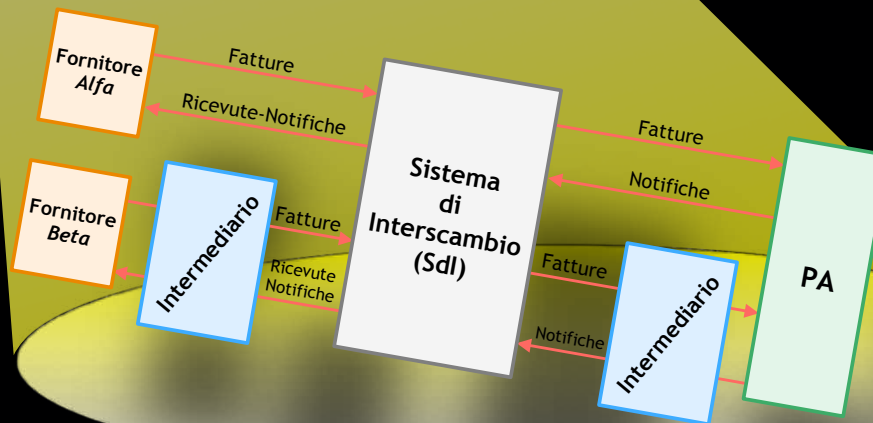 Fornitore
Alfa
Fatture
Ricevute-Notifiche
Fornitore
Beta
Intermediario
Fatture
Ricevute
Notifiche
Sistema
di
Interscambio
(SdI)
Fatture
Notifiche
Fatture
Notifiche
Intermediario
PA